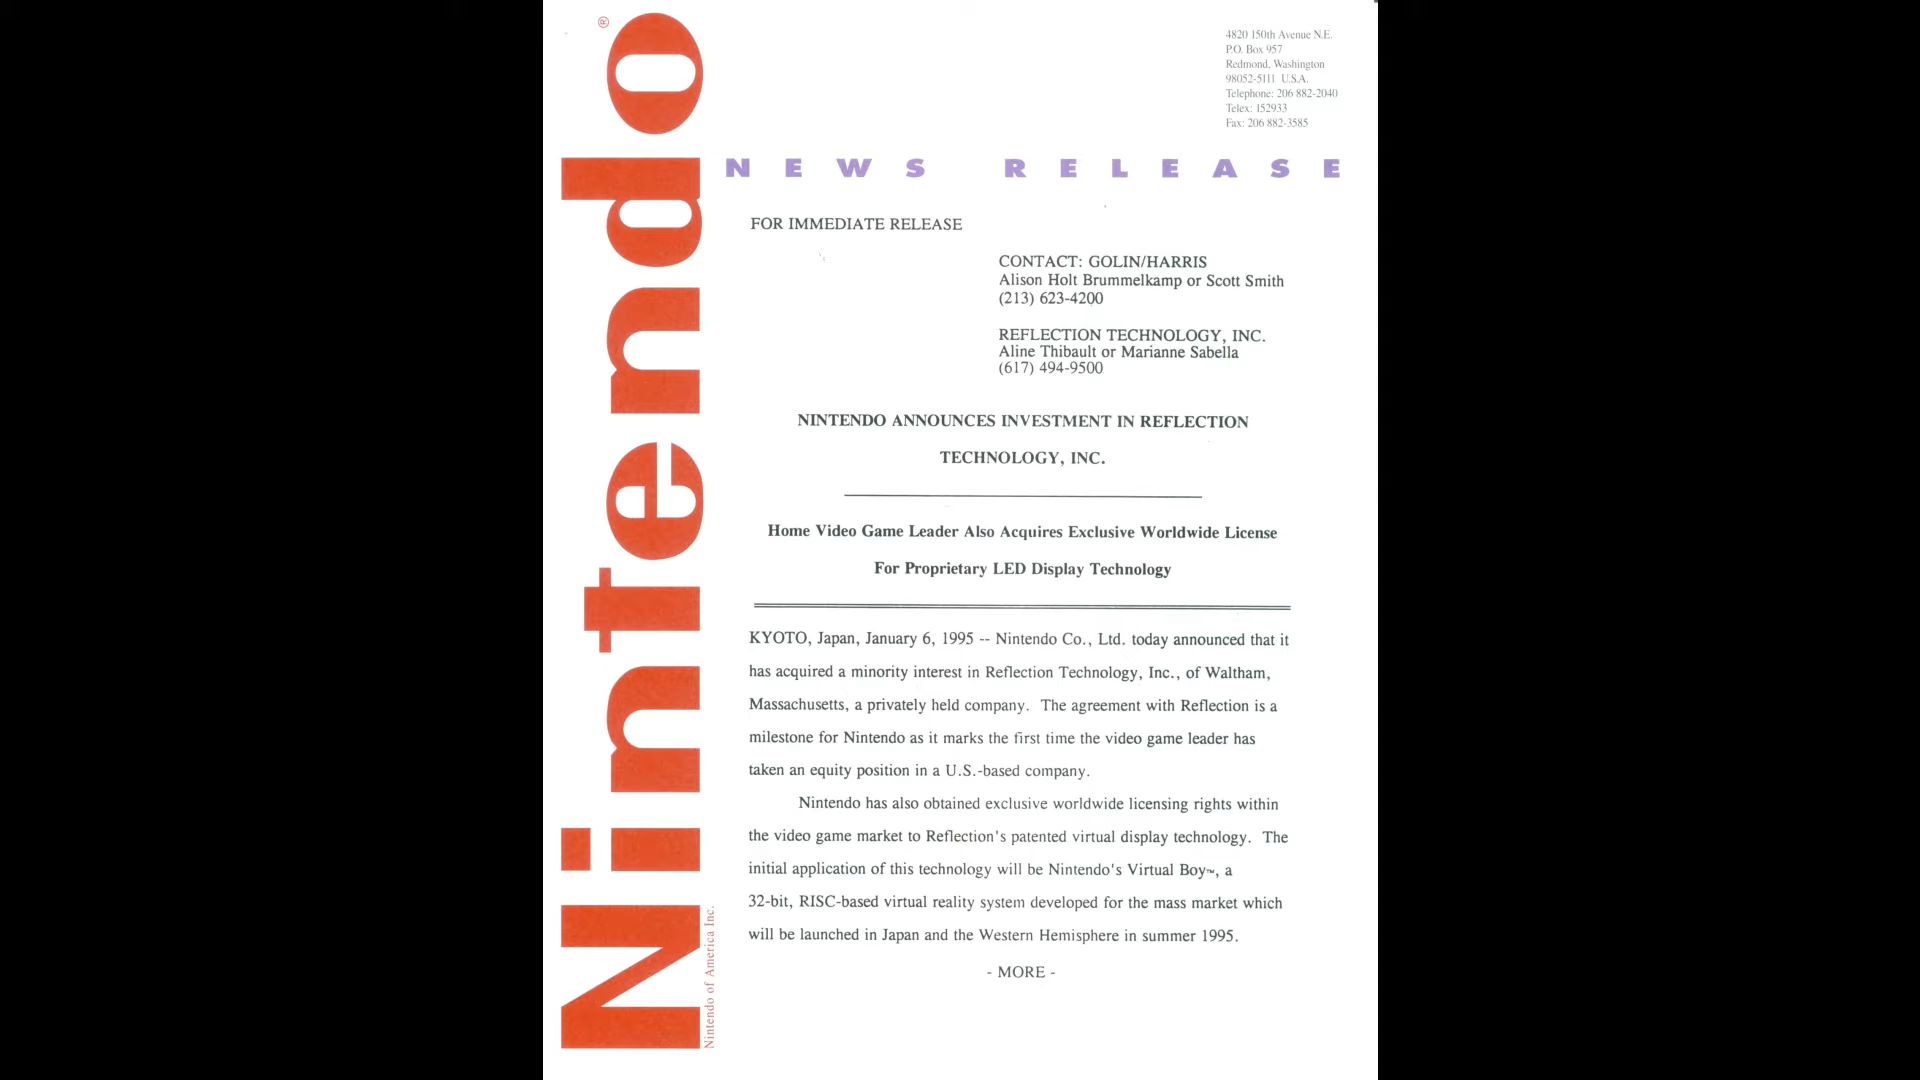 Nintendo®
Nintendo of America Inc.
4820 150th Avenue N.E.
P.O. Box 957
Redmond, Washington
98052-5111 U.S.A.
Telephone: 206 882-2040
Telex: 152933
Fax: 206 882-3585
NEWS RELEASE
FOR IMMEDIATE RELEASE
CONTACT: GOLIN/HARRIS
Alison Holt Brummelkamp or Scott Smith
(213) 623-4200
REFLECTION TECHNOLOGY, INC.
Aline Thibault or Marianne Sabella
(617) 494-9500
NINTENDO ANNOUNCES INVESTMENT IN REFLECTION
TECHNOLOGY, INC.
Home Video Game Leader Also Acquires Exclusive Worldwide License
For Proprietary LED Display Technology
KYOTO, Japan, January 6, 1995 -- Nintendo Co., Ltd. today announced that it
has acquired a minority interest in Reflection Technology, Inc., of Waltham,
Massachusetts, a privately held company. The agreement with Reflection is a
milestone for Nintendo as it marks the first time the video game leader has
taken an equity position in a U.S.-based company.
Nintendo has also obtained exclusive worldwide licensing rights within
the video game market to Reflection's patented virtual display technology. The
initial application of this technology will be Nintendo's Virtual Boy™, a
32-bit, RISC-based virtual reality system developed for the mass market which
will be launched in Japan and the Western Hemisphere in summer 1995.
- MORE -